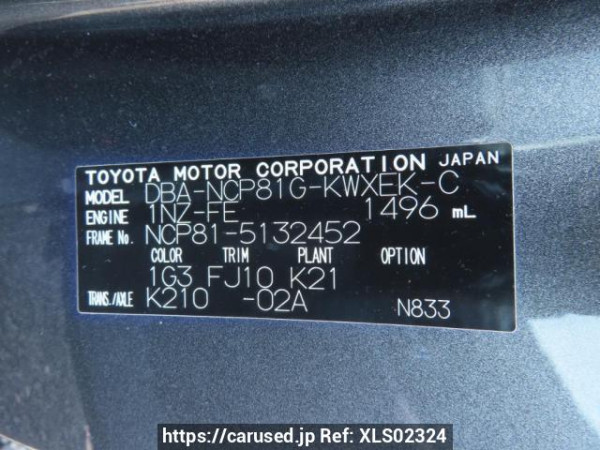 TOYOTA MOTOR CORPORATION JAPAN
MODEL DBA-NCP81G-KWXEK-C
ENGINE 1NZ-FE 1496 mL
FRAME No. NCP81-5132452
COLOR TRIM PLANT OPTION
1G3 FJ10 K21
TRANS./AXLE K210 -02A N833
https://carused.jp Ref: XLS02324